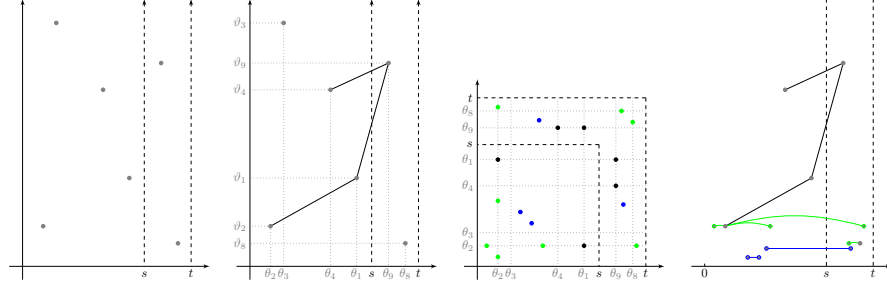 s
t
ϑ₃
ϑ₉
ϑ₄
ϑ₁
ϑ₂
ϑ₈
θ₂ θ₃ θ₄ θ₁ s θ₉ θ₈ t
t
θ₈
θ₉
s
θ₁
θ₄
θ₃
θ₂
θ₂ θ₃ θ₄ θ₁ s θ₉ θ₈ t
0 s t